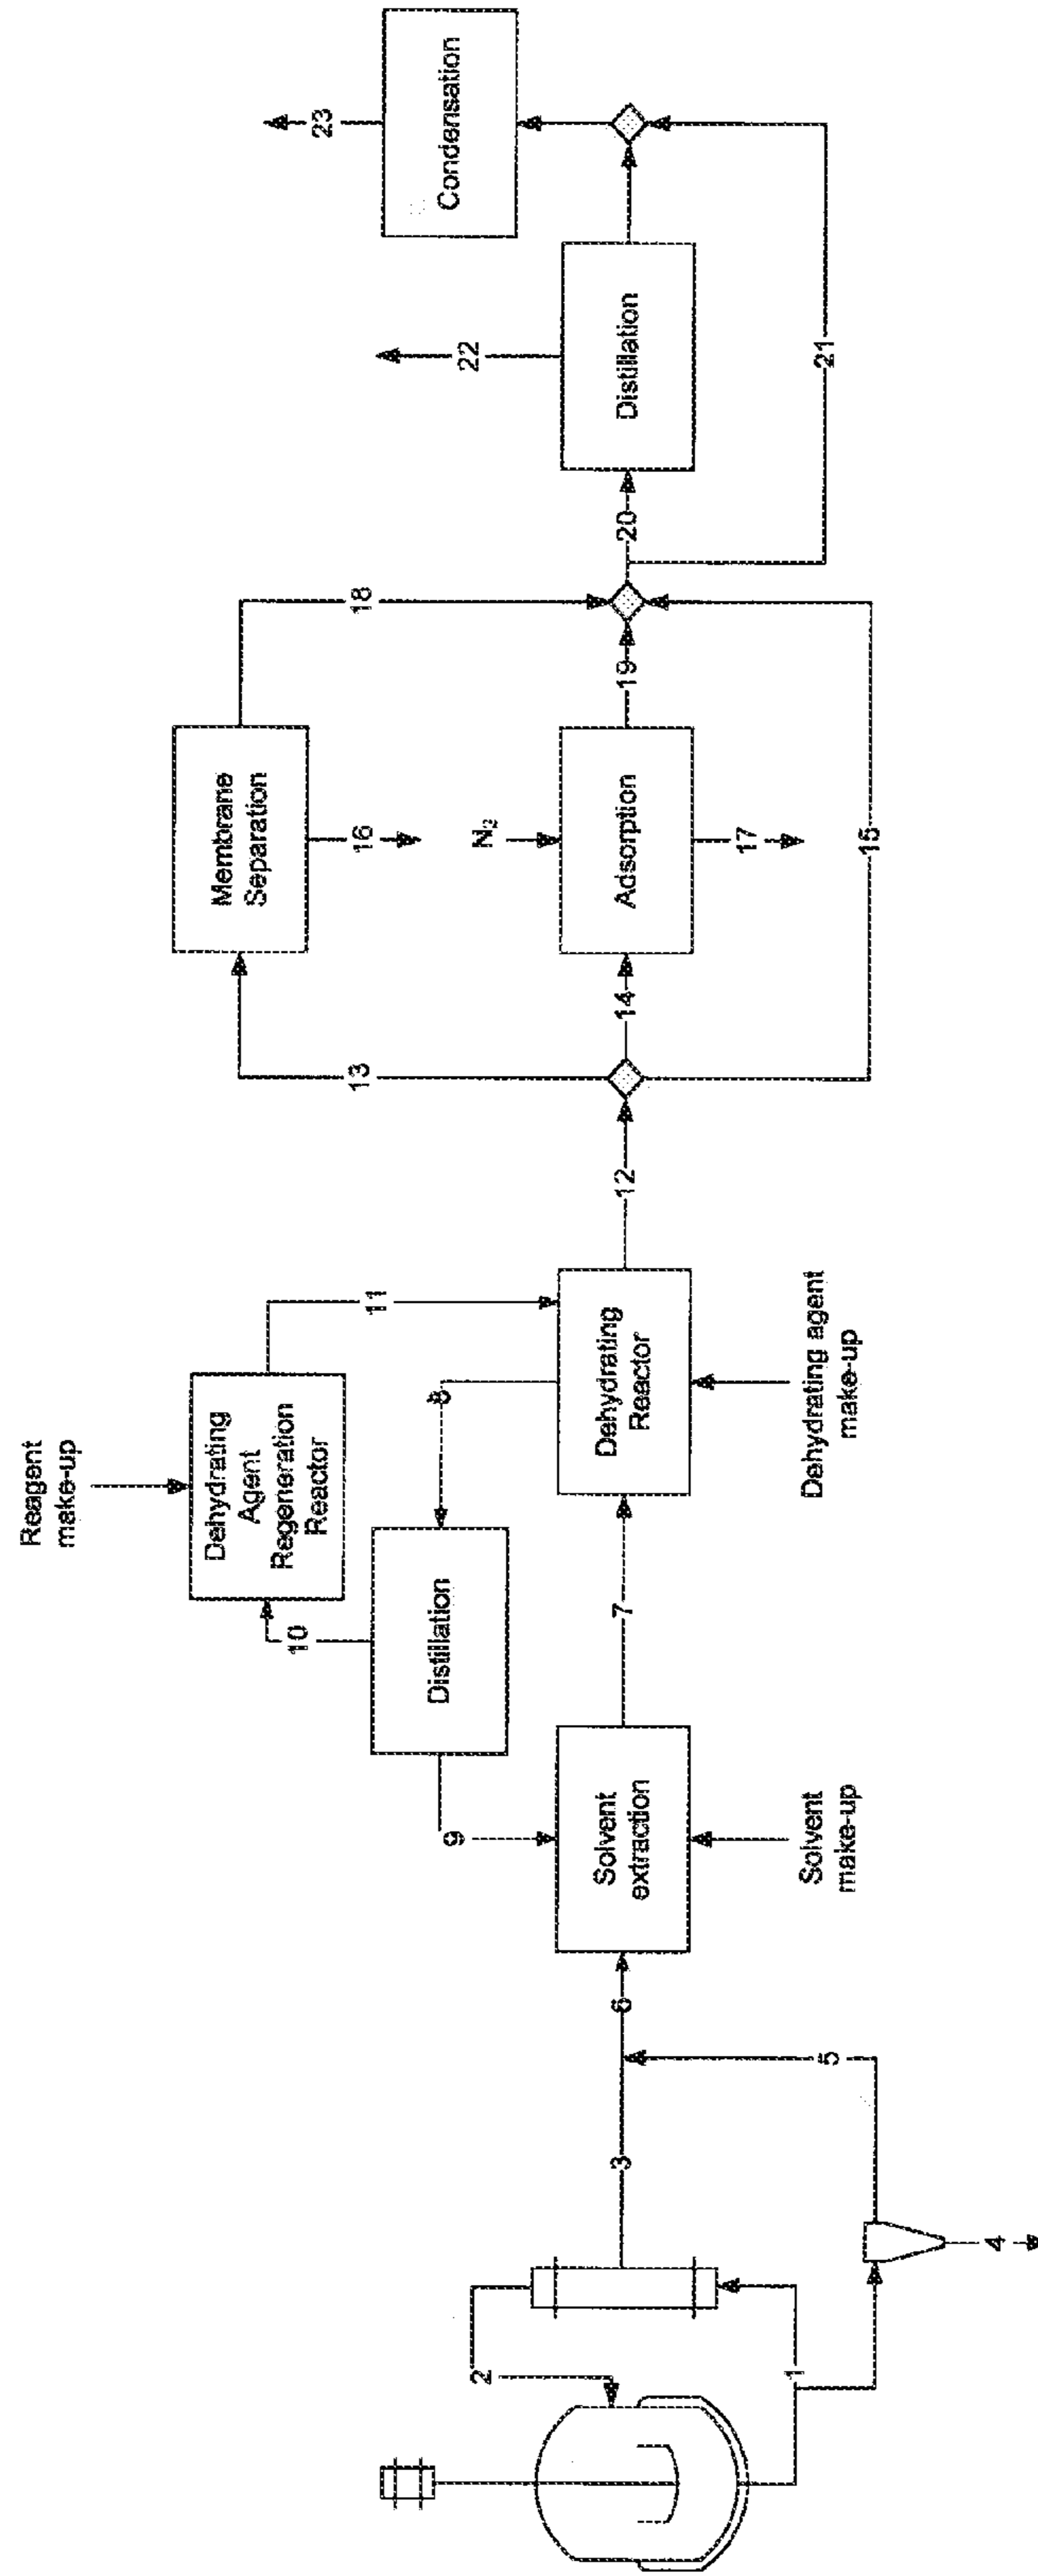 Reagent
make-up
Dehydrating
Agent
Regeneration
Reactor
Membrane
Separation
Condensation
Distillation
Solvent
extraction
Dehydrating
Reactor
N₂
Adsorption
Distillation
Solvent
make-up
Dehydrating agent
make-up
1
2
3
4
5
6
7
8
9
10
11
12
13
14
15
16
17
18
19
20
21
22
23